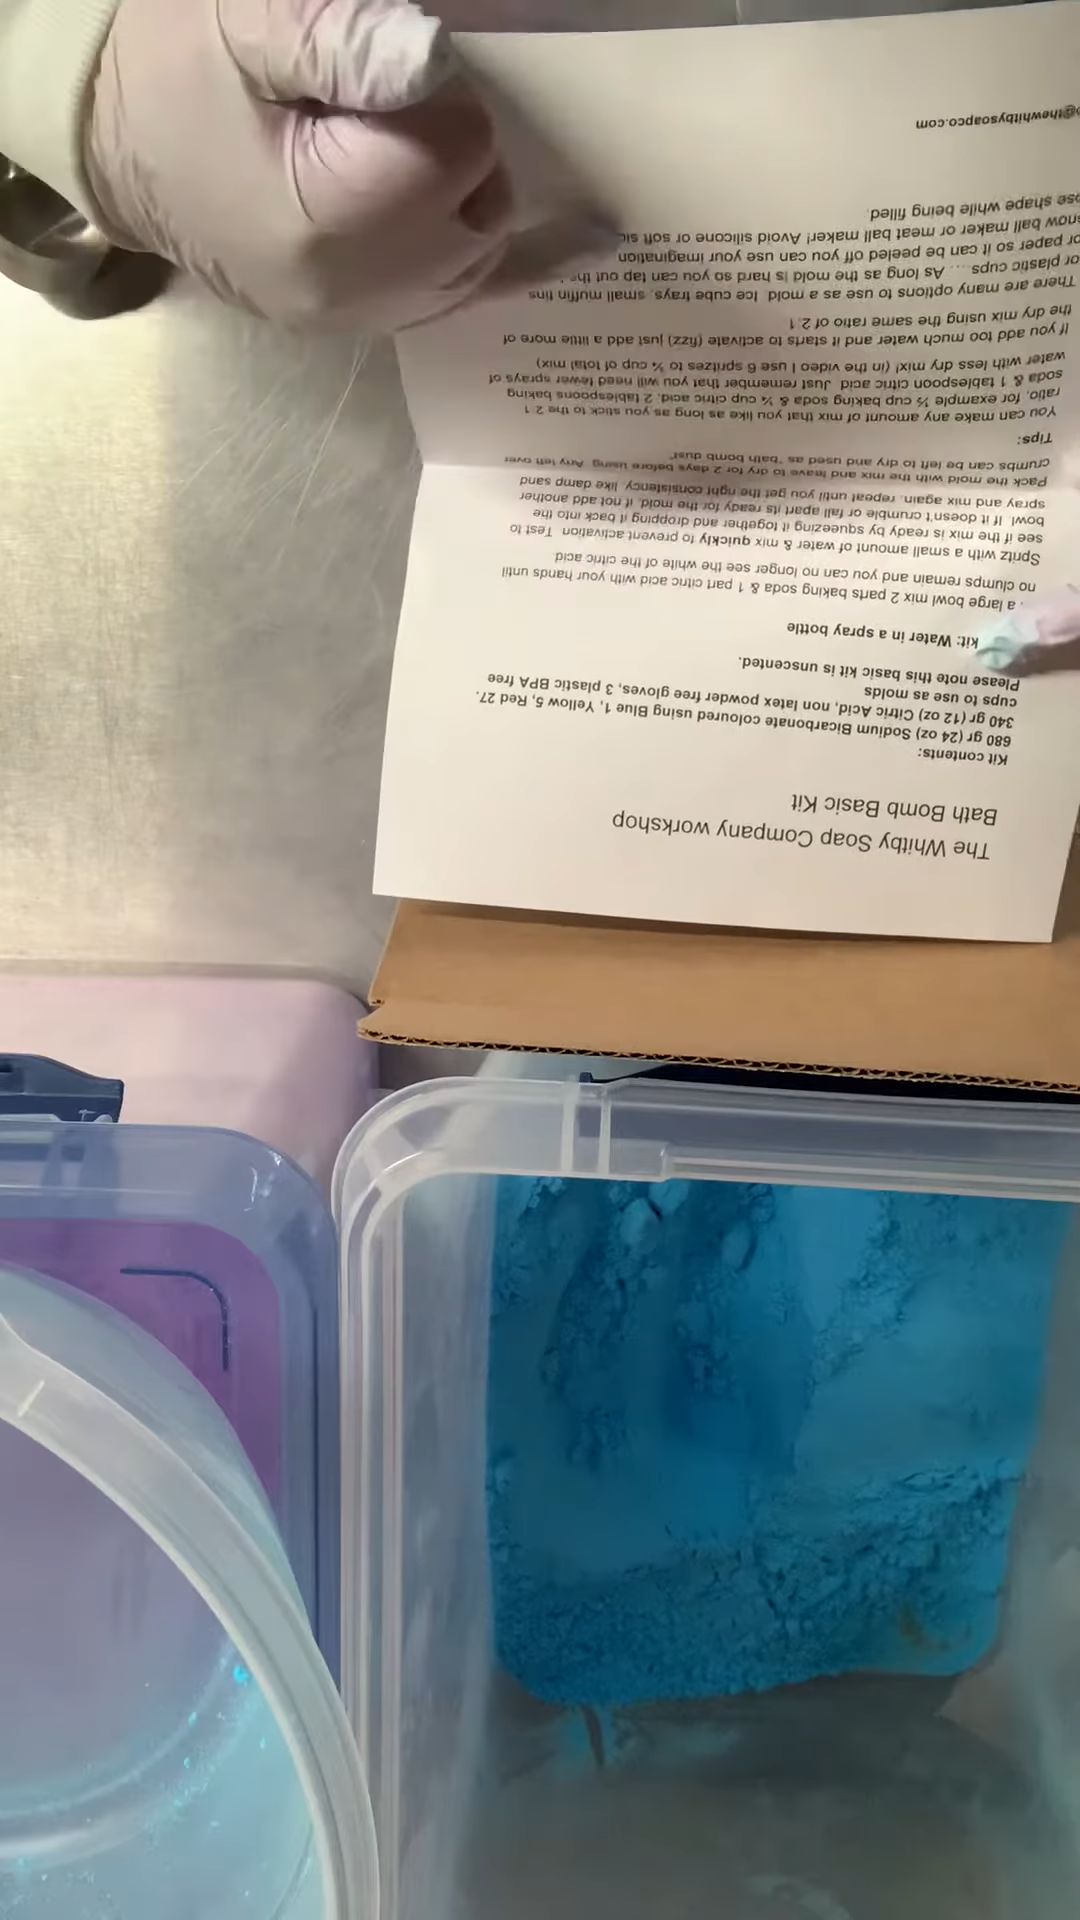 The Whitby Soap Company workshop
Bath Bomb Basic Kit
Kit contents:
680 gr (24 oz) Sodium Bicarbonate coloured using Blue 1, Yellow 5, Red 27.
340 gr (12 oz) Citric Acid, non latex powder free gloves, 3 plastic BPA free
cups to use as molds
Please note this basic kit is unscented.
kit: Water in a spray bottle
a large bowl mix 2 parts baking soda & 1 part citric acid with your hands until
no clumps remain and you can no longer see the white of the citric acid
Spritz with a small amount of water & mix quickly to prevent activation. Test to
see if the mix is ready by squeezing it together and dropping it back into the
bowl. If it doesn't crumble or fall apart its ready for the mold, if not add another
spray and mix again, repeat until you get the right consistency, like damp sand
Pack the mold with the mix and leave to dry for 2 days before using. Any left over
crumbs can be left to dry and used as "bath bomb dust"
Tips:
You can make any amount of mix that you like as long as you stick to the 2:1
ratio, for example ½ cup baking soda & ¼ cup citric acid, 2 tablespoons baking
soda & 1 tablespoon citric acid. Just remember that you will need fewer sprays of
water with less dry mix! (in the video I use 6 spritzes to ¾ cup of total mix)
If you add too much water and it starts to activate (fizz) just add a little more of
the dry mix using the same ratio of 2:1
There are many options to use as a mold. Ice cube trays, small muffin tins
or plastic cups.... As long as the mold is hard so you can tap out the
or paper so it can be peeled off you can use your imagination
snow ball maker or meat ball maker! Avoid silicone or soft
shape while being filled.
@thewhitbysoapco.com